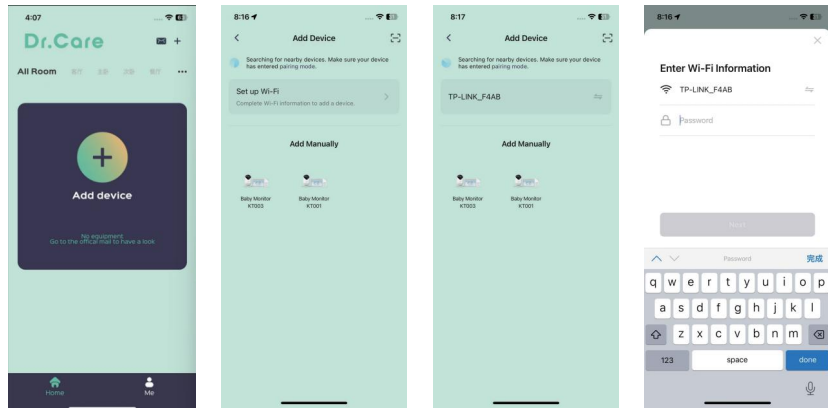 4:07
Dr.Care
+
All Room
•••
Add device
No equipment
Go to the offical mall to have a look
Home
Me
8:16
Add Device
Searching for nearby devices. Make sure your device
has entered pairing mode.
Set up Wi-Fi
Complete Wi-Fi information to add a device.
Add Manually
Baby Monitor
KT003
Baby Monitor
KT001
8:17
Add Device
Searching for nearby devices. Make sure your device
has entered pairing mode.
TP-LINK_F4AB
Add Manually
Baby Monitor
KT003
Baby Monitor
KT001
8:16
Enter Wi-Fi Information
TP-LINK_F4AB
Password
Next
Password
完成
q w e r t y u i o p
a s d f g h j k l
z x c v b n m
123
space
done